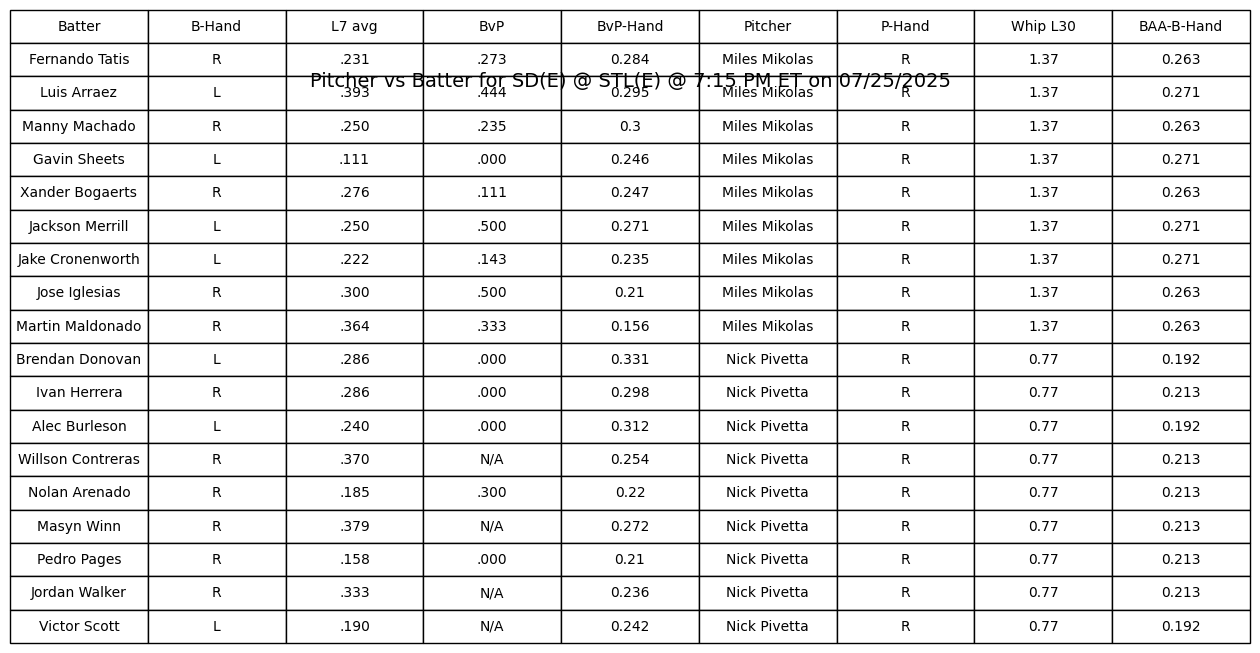 Batter B-Hand L7 avg BvP BvP-Hand Pitcher P-Hand Whip L30 BAA-B-Hand
Fernando Tatis R .231 .273 0.284 Miles Mikolas R 1.37 0.263
Pitcher vs Batter for SD(E) @ STL(E) @ 7:15 PM ET on 07/25/2025
Luis Arraez L .393 .444 0.295 Miles Mikolas R 1.37 0.271
Manny Machado R .250 .235 0.3 Miles Mikolas R 1.37 0.263
Gavin Sheets L .111 .000 0.246 Miles Mikolas R 1.37 0.271
Xander Bogaerts R .276 .111 0.247 Miles Mikolas R 1.37 0.263
Jackson Merrill L .250 .500 0.271 Miles Mikolas R 1.37 0.271
Jake Cronenworth L .222 .143 0.235 Miles Mikolas R 1.37 0.271
Jose Iglesias R .300 .500 0.21 Miles Mikolas R 1.37 0.263
Martin Maldonado R .364 .333 0.156 Miles Mikolas R 1.37 0.263
Brendan Donovan L .286 .000 0.331 Nick Pivetta R 0.77 0.192
Ivan Herrera R .286 .000 0.298 Nick Pivetta R 0.77 0.213
Alec Burleson L .240 .000 0.312 Nick Pivetta R 0.77 0.192
Willson Contreras R .370 N/A 0.254 Nick Pivetta R 0.77 0.213
Nolan Arenado R .185 .300 0.22 Nick Pivetta R 0.77 0.213
Masyn Winn R .379 N/A 0.272 Nick Pivetta R 0.77 0.213
Pedro Pages R .158 .000 0.21 Nick Pivetta R 0.77 0.213
Jordan Walker R .333 N/A 0.236 Nick Pivetta R 0.77 0.213
Victor Scott L .190 N/A 0.242 Nick Pivetta R 0.77 0.192